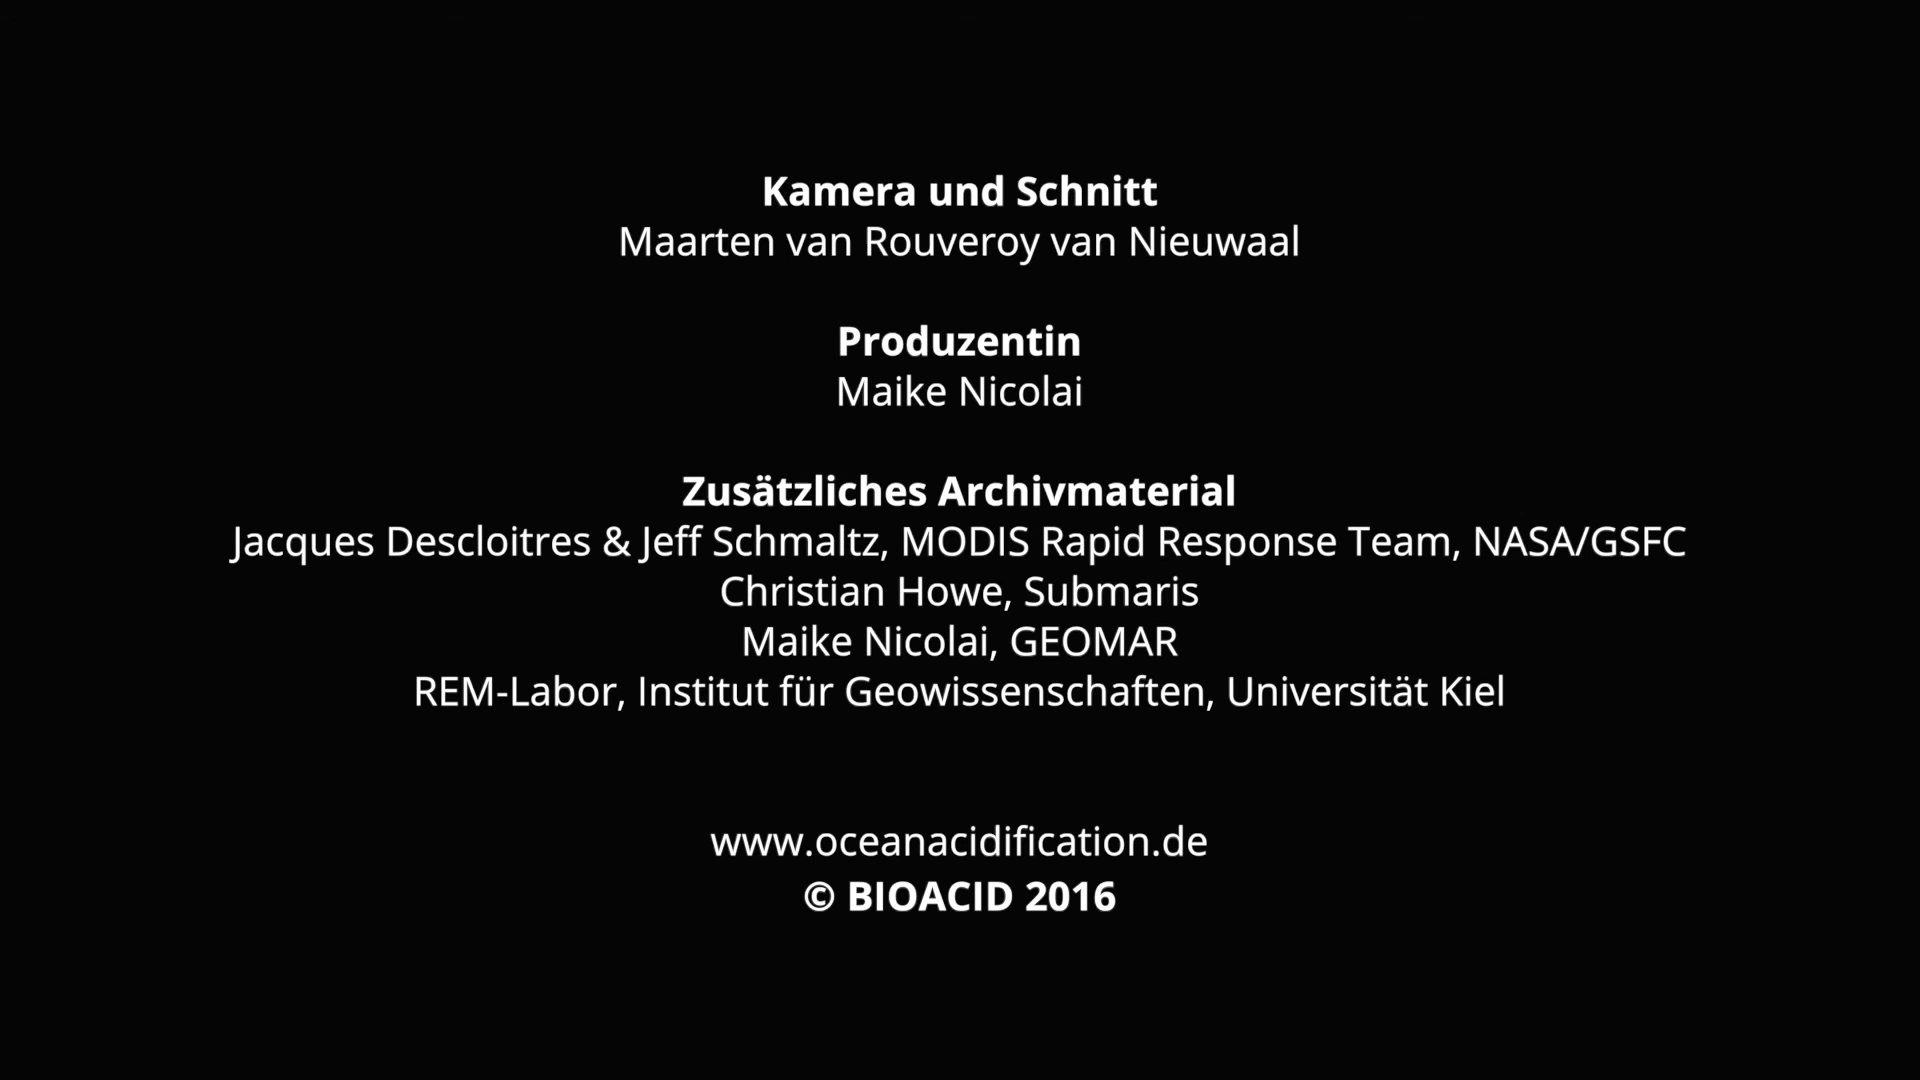 Kamera und Schnitt
Maarten van Rouveroy van Nieuwaal
Produzentin
Maike Nicolai
Zusätzliches Archivmaterial
Jacques Descloitres & Jeff Schmaltz, MODIS Rapid Response Team, NASA/GSFC
Christian Howe, Submaris
Maike Nicolai, GEOMAR
REM-Labor, Institut für Geowissenschaften, Universität Kiel
www.oceanacidification.de
© BIOACID 2016